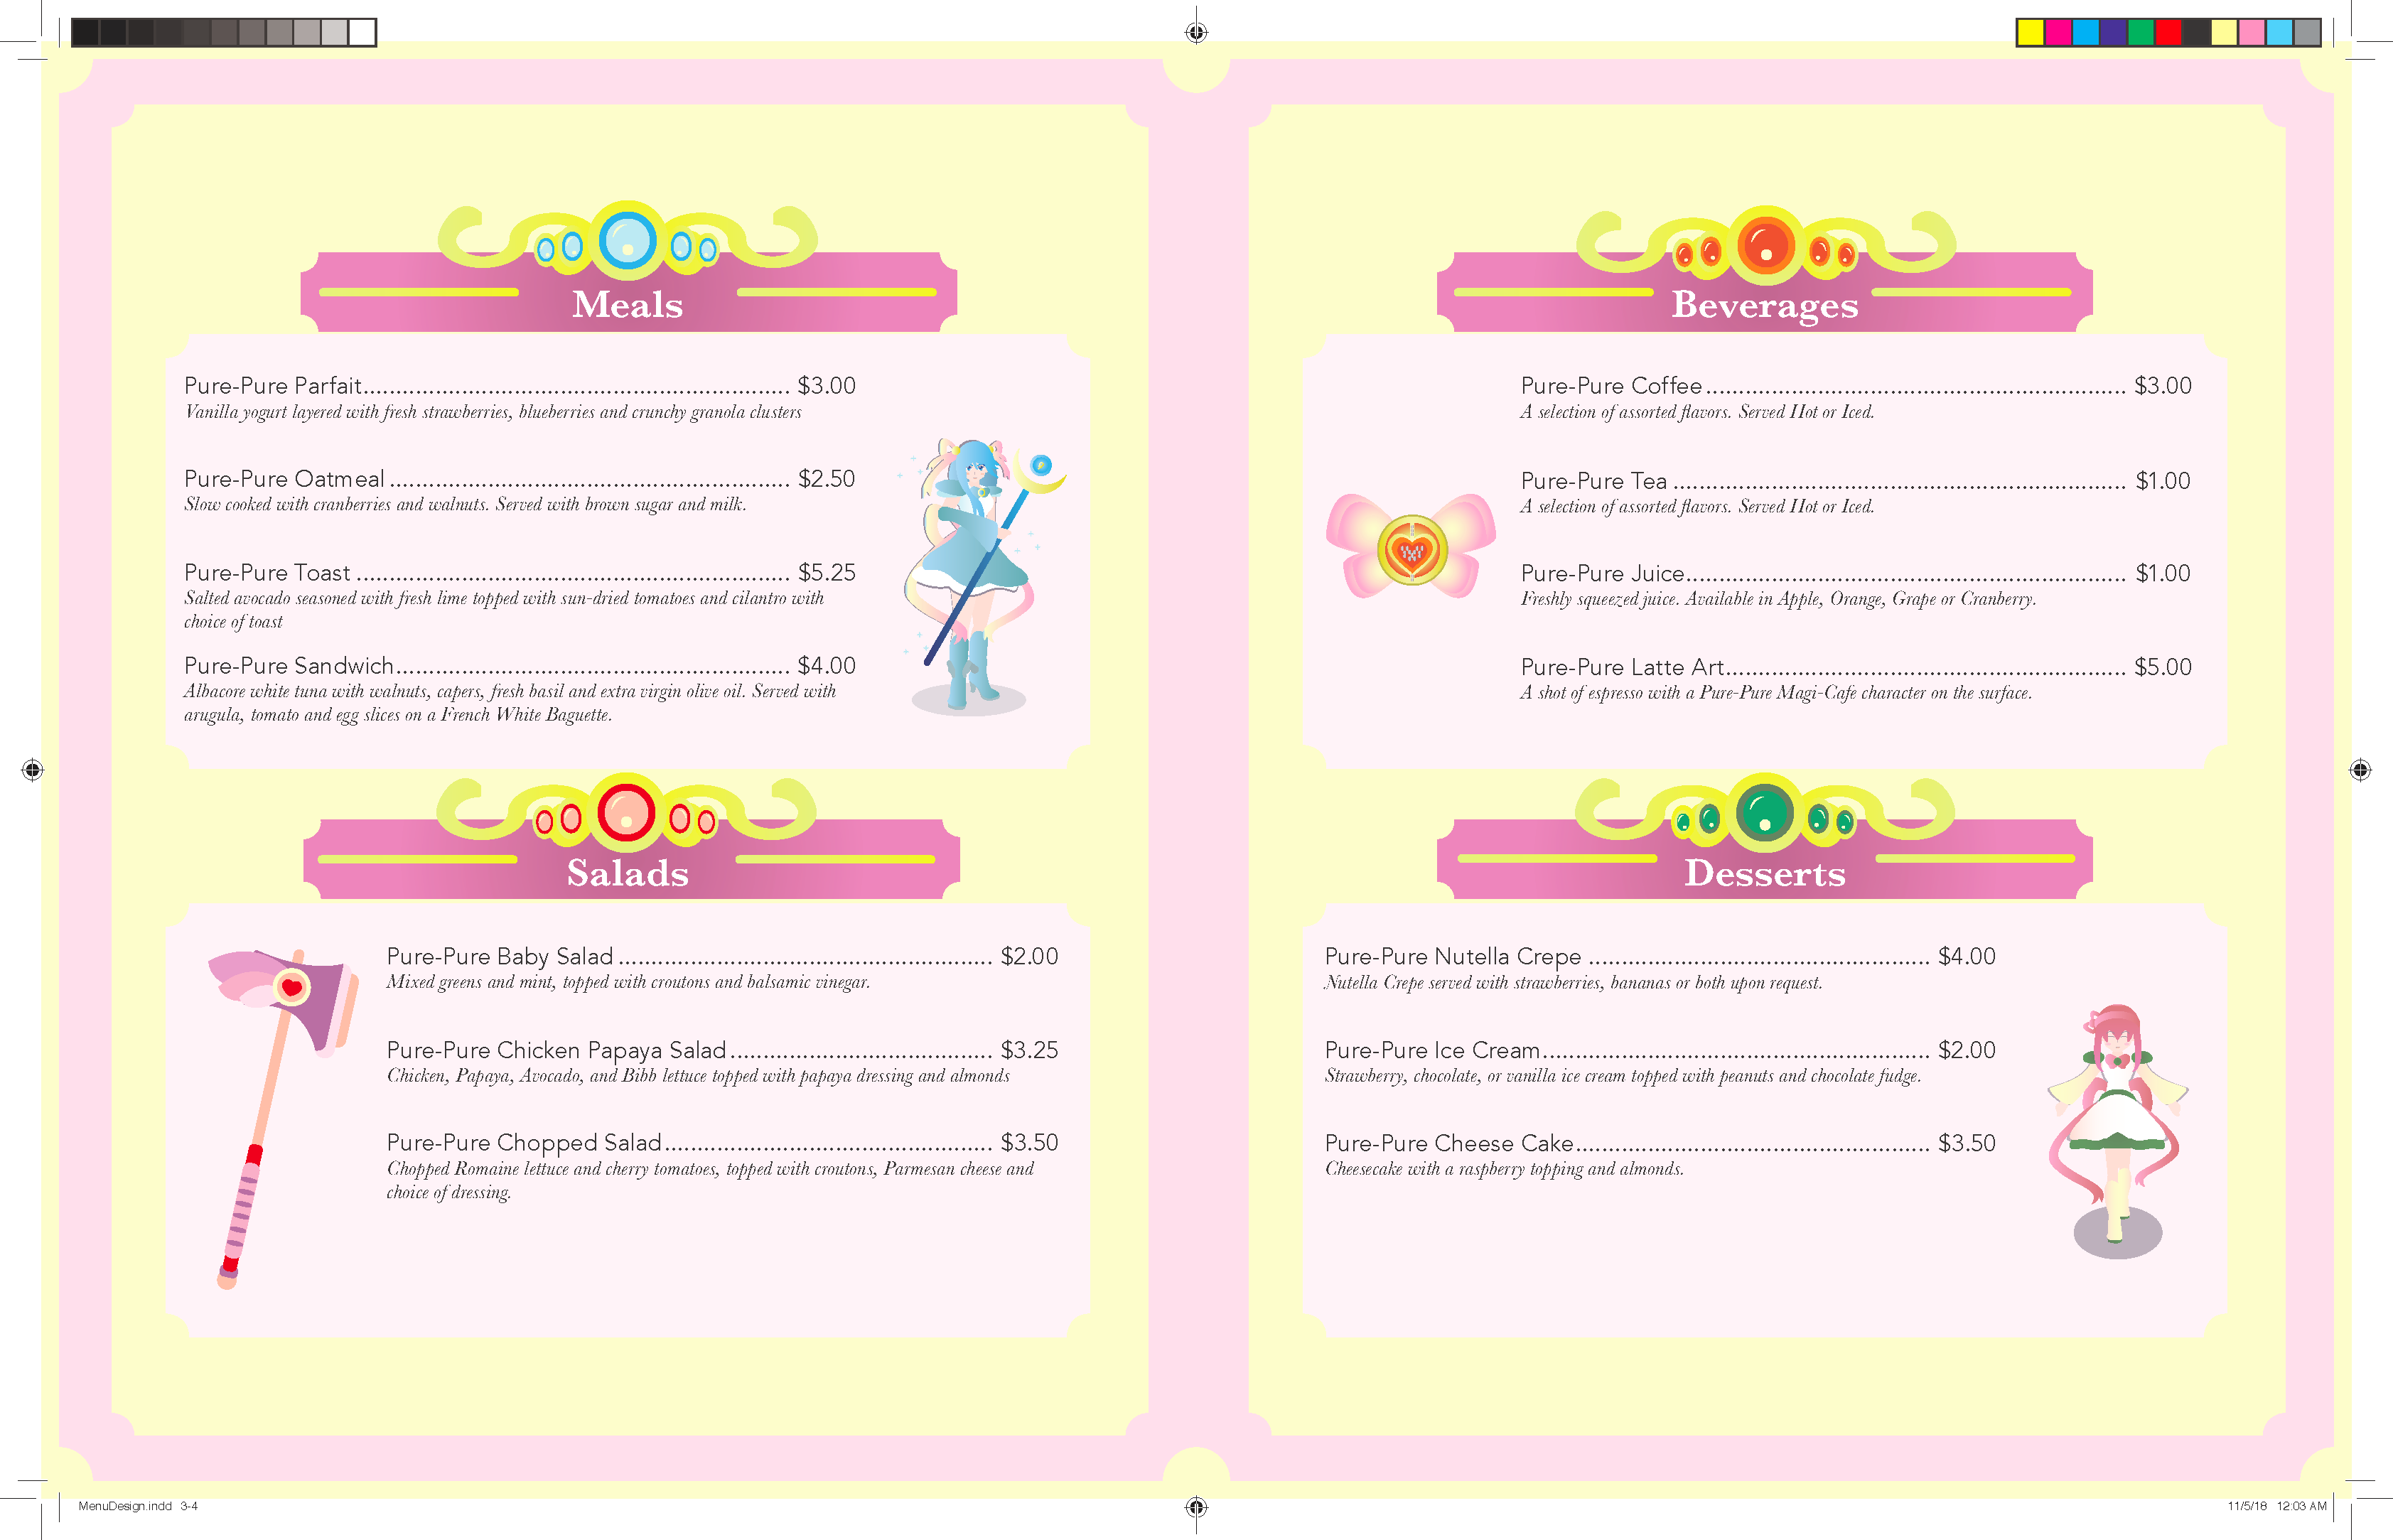 Meals
Pure-Pure Parfait................................................................. $3.00
Vanilla yogurt layered with fresh strawberries, blueberries and crunchy granola clusters
Pure-Pure Oatmeal............................................................. $2.50
Slow cooked with cranberries and walnuts. Served with brown sugar and milk.
Pure-Pure Toast.................................................................. $5.25
Salted avocado seasoned with fresh lime topped with sun-dried tomatoes and cilantro with
choice of toast
Pure-Pure Sandwich............................................................ $4.00
Albacore white tuna with walnuts, capers, fresh basil and extra virgin olive oil. Served with
arugula, tomato and egg slices on a French White Baguette.
Salads
Pure-Pure Baby Salad......................................................... $2.00
Mixed greens and mint, topped with croutons and balsamic vinegar.
Pure-Pure Chicken Papaya Salad........................................ $3.25
Chicken, Papaya, Avocado, and Bibb lettuce topped with papaya dressing and almonds
Pure-Pure Chopped Salad.................................................. $3.50
Chopped Romaine lettuce and cherry tomatoes, topped with croutons, Parmesan cheese and
choice of dressing.
Beverages
Pure-Pure Coffee................................................................ $3.00
A selection of assorted flavors. Served Hot or Iced.
Pure-Pure Tea..................................................................... $1.00
A selection of assorted flavors. Served Hot or Iced.
Pure-Pure Juice................................................................... $1.00
Freshly squeezed juice. Available in Apple, Orange, Grape or Cranberry.
Pure-Pure Latte Art............................................................. $5.00
A shot of espresso with a Pure-Pure Magi-Cafe character on the surface.
Desserts
Pure-Pure Nutella Crepe.................................................... $4.00
Nutella Crepe served with strawberries, bananas or both upon request.
Pure-Pure Ice Cream........................................................... $2.00
Strawberry, chocolate, or vanilla ice cream topped with peanuts and chocolate fudge.
Pure-Pure Cheese Cake...................................................... $3.50
Cheesecake with a raspberry topping and almonds.
MenuDesign.indd 3-4
11/5/18 12:03 AM